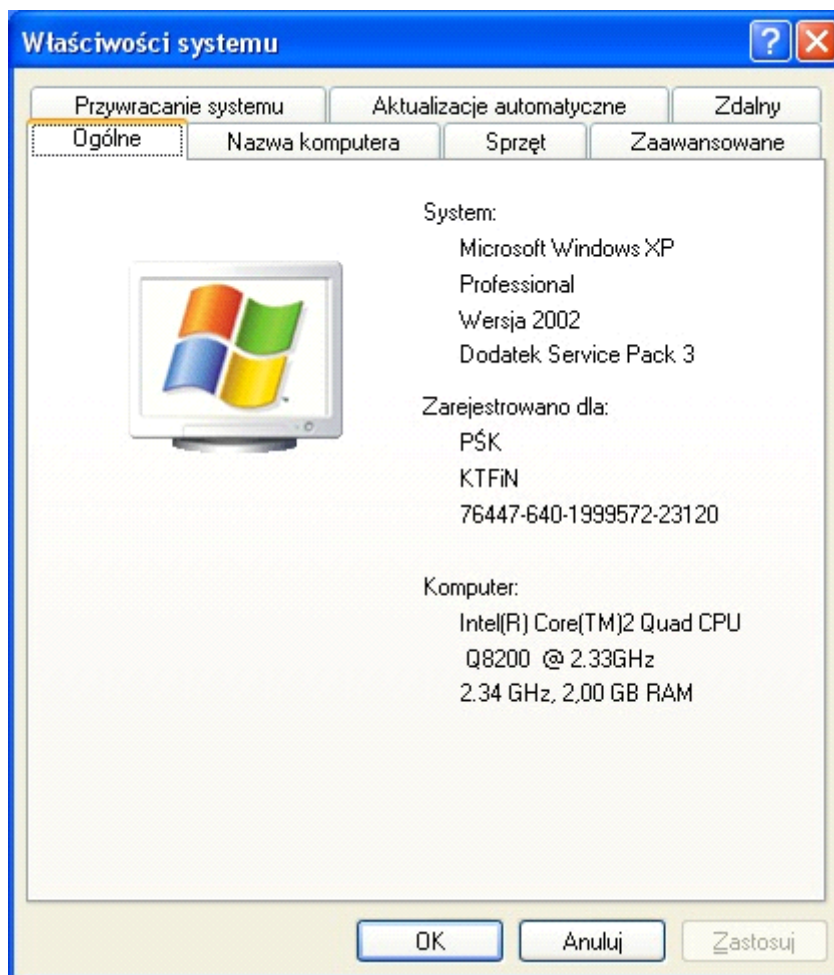 Właściwości systemu
Przywracanie systemu Aktualizacje automatyczne Zdalny
Ogólne Nazwa komputera Sprzęt Zaawansowane
System:
Microsoft Windows XP
Professional
Wersja 2002
Dodatek Service Pack 3
Zarejestrowano dla:
PŚK
KTFiN
76447-640-1999572-23120
Komputer:
Intel(R) Core(TM)2 Quad CPU
Q8200 @ 2.33GHz
2.34 GHz, 2,00 GB RAM
OK Anuluj Zastosuj